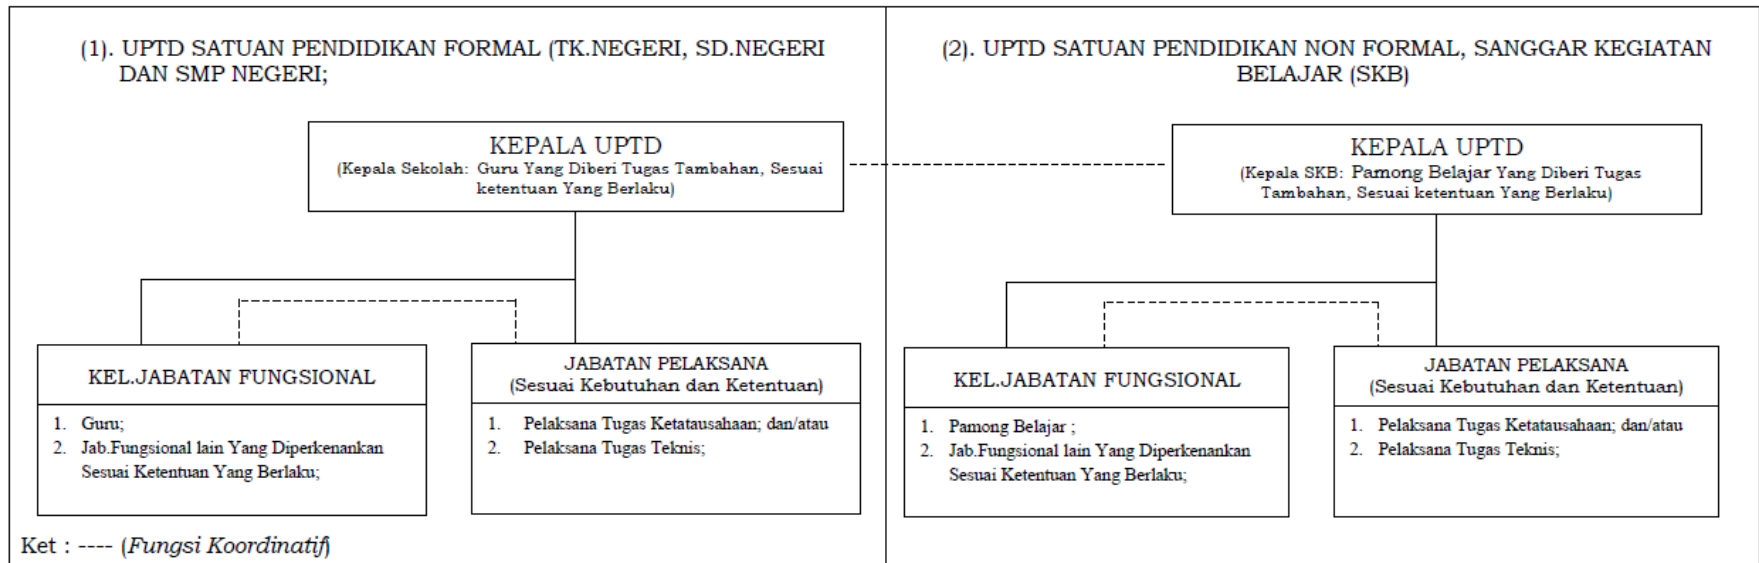 (1). UPTD SATUAN PENDIDIKAN FORMAL (TK.NEGERI, SD.NEGERI
DAN SMP NEGERI;
KEPALA UPTD
(Kepala Sekolah: Guru Yang Diberi Tugas Tambahan, Sesuai
ketentuan Yang Berlaku)
KEL.JABATAN FUNGSIONAL
1. Guru;
2. Jab.Fungsional lain Yang Diperkenankan
Sesuai Ketentuan Yang Berlaku;
JABATAN PELAKSANA
(Sesuai Kebutuhan dan Ketentuan)
1. Pelaksana Tugas Ketatausahaan; dan/atau
2. Pelaksana Tugas Teknis;
Ket : ---- (Fungsi Koordinatif)
(2). UPTD SATUAN PENDIDIKAN NON FORMAL, SANGGAR KEGIATAN
BELAJAR (SKB)
KEPALA UPTD
(Kepala SKB: Pamong Belajar Yang Diberi Tugas
Tambahan, Sesuai ketentuan Yang Berlaku)
KEL.JABATAN FUNGSIONAL
1. Pamong Belajar ;
2. Jab.Fungsional lain Yang Diperkenankan
Sesuai Ketentuan Yang Berlaku;
JABATAN PELAKSANA
(Sesuai Kebutuhan dan Ketentuan)
1. Pelaksana Tugas Ketatausahaan; dan/atau
2. Pelaksana Tugas Teknis;